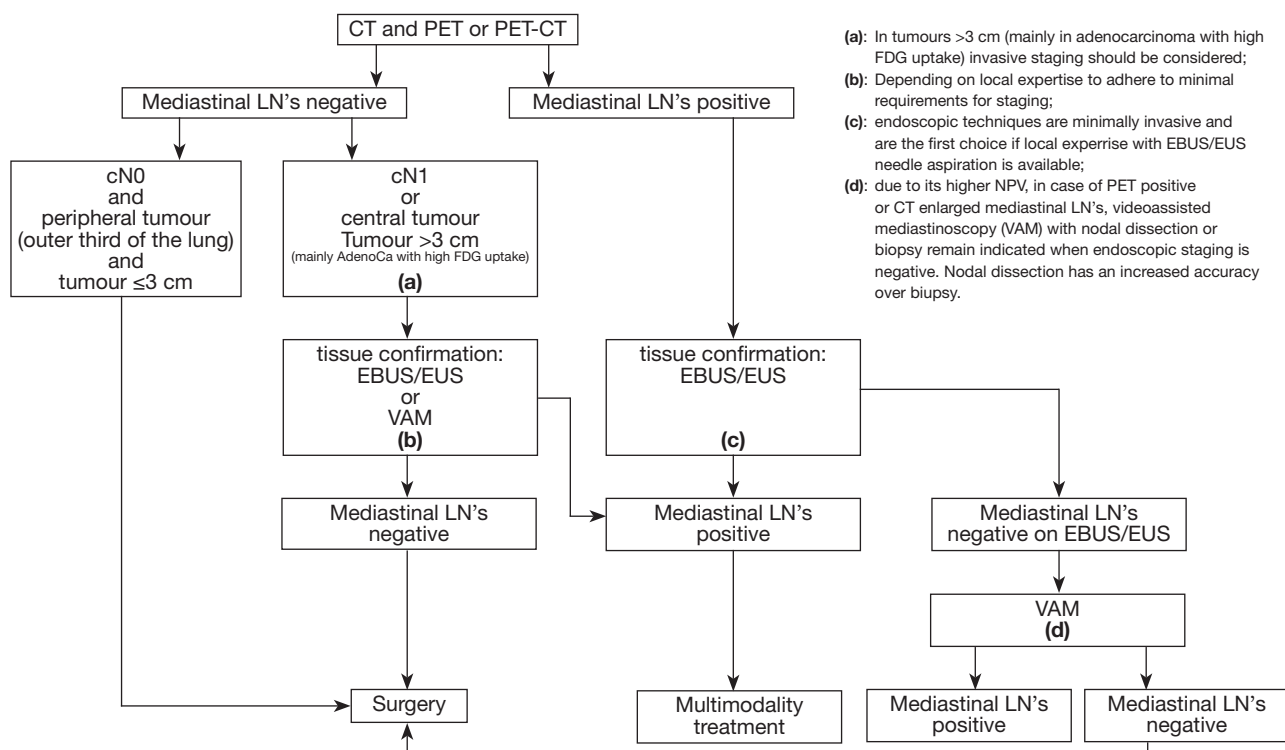 CT and PET or PET-CT
Mediastinal LN's negative
Mediastinal LN's positive
cN0
and
peripheral tumour
(outer third of the lung)
and
tumour ≤3 cm
cN1
or
central tumour
Tumour >3 cm
(mainly AdenoCa with high FDG uptake)
(a)
tissue confirmation:
EBUS/EUS
or
VAM
(b)
tissue confirmation:
EBUS/EUS
(c)
Mediastinal LN's
negative
Mediastinal LN's
positive
Mediastinal LN's
negative on EBUS/EUS
VAM
(d)
Surgery
Multimodality
treatment
Mediastinal LN's
positive
Mediastinal LN's
negative
(a): In tumours >3 cm (mainly in adenocarcinoma with high
FDG uptake) invasive staging should be considered;
(b): Depending on local expertise to adhere to minimal
requirements for staging;
(c): endoscopic techniques are minimally invasive and
are the first choice if local experrise with EBUS/EUS
needle aspiration is available;
(d): due to its higher NPV, in case of PET positive
or CT enlarged mediastinal LN's, videoassisted
mediastinoscopy (VAM) with nodal dissection or
biopsy remain indicated when endoscopic staging is
negative. Nodal dissection has an increased accuracy
over biupsy.